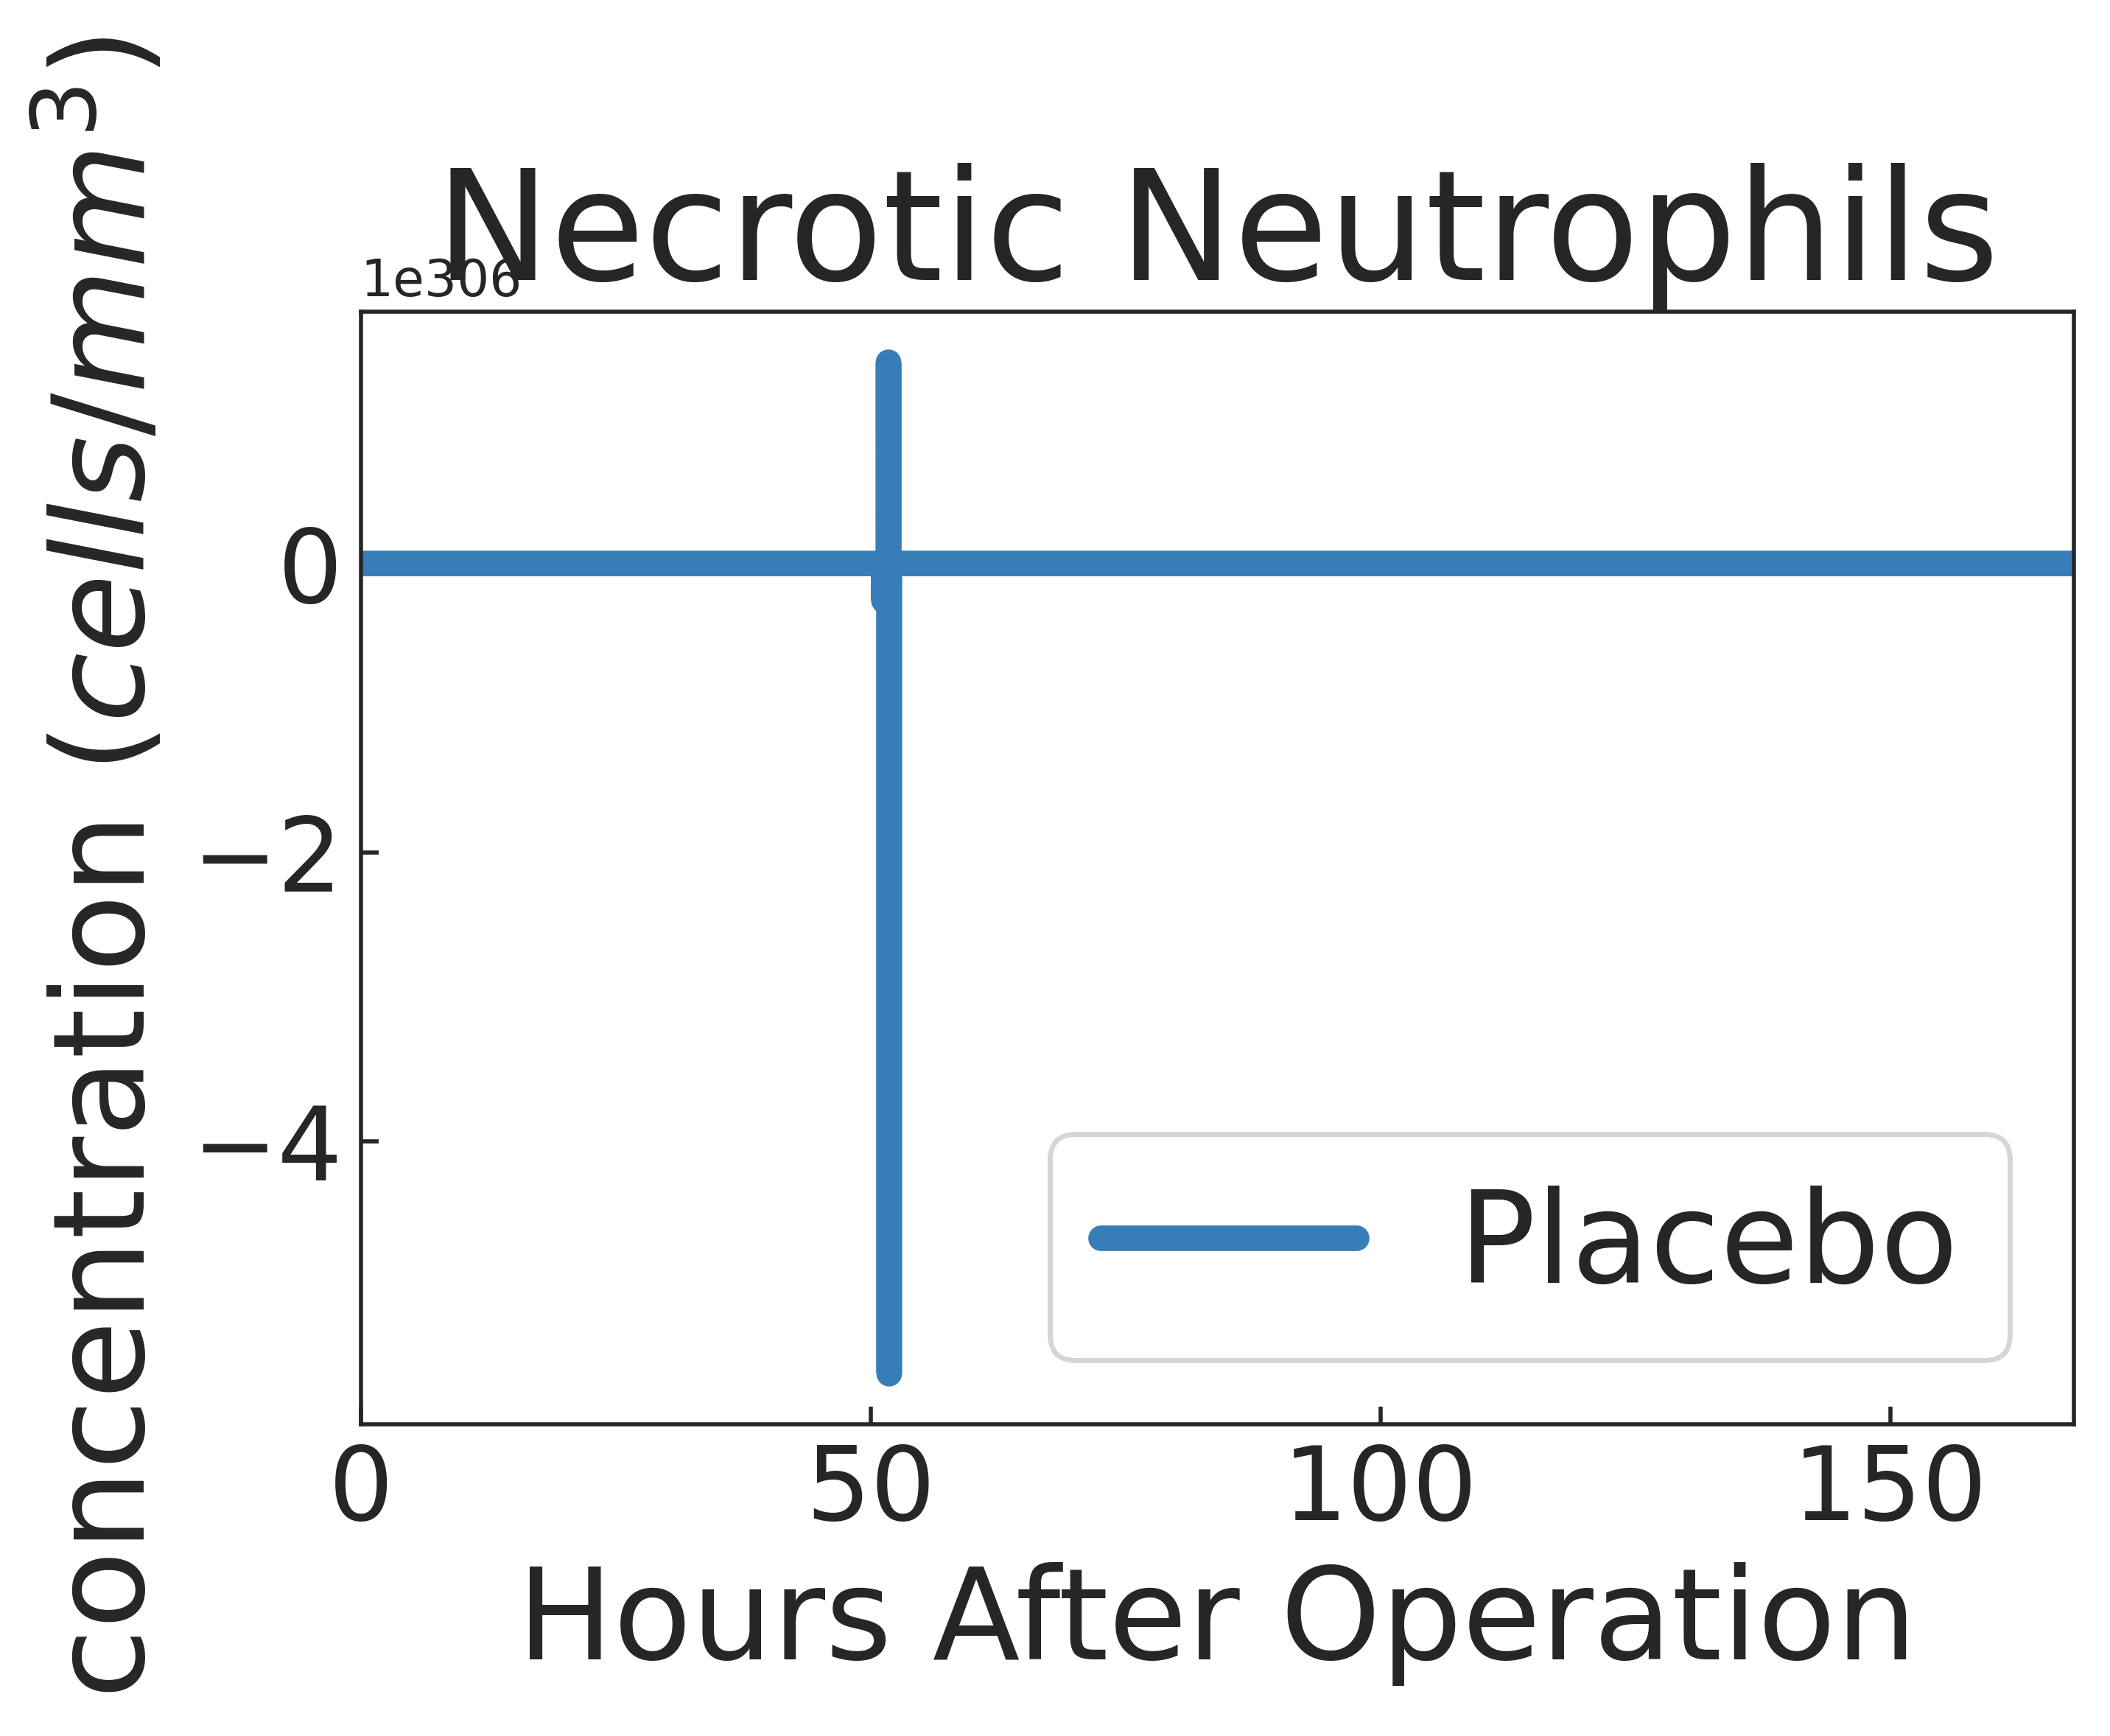 Necrotic Neutrophils
1e306
concentration (cells/mm³)
0
−2
−4
Placebo
0 50 100 150
Hours After Operation